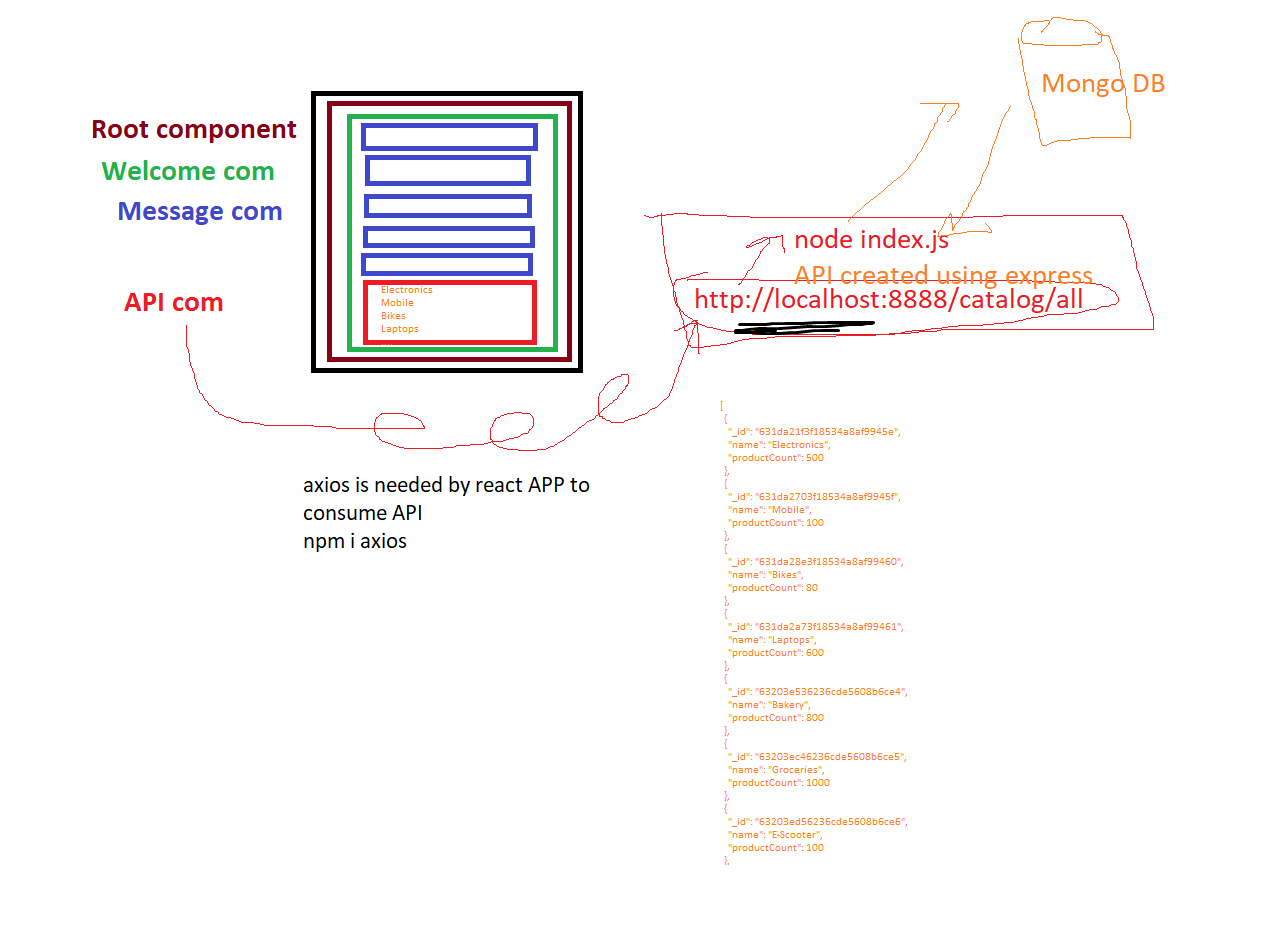 Mongo DB
Root component
Welcome com
Message com
API com
Electronics
Mobile
Bikes
Laptops
node index.js
API created using express
http://localhost:8888/catalog/all
axios is needed by react APP to
consume API
npm i axios
[
{
"_id": "631da21f3f18534a8af9945e",
"name": "Electronics",
"productCount": 500
},
{
"_id": "631da2703f18534a8af9945f",
"name": "Mobile",
"productCount": 100
},
{
"_id": "631da28e3f18534a8af99460",
"name": "Bikes",
"productCount": 80
},
{
"_id": "631da2a73f18534a8af99461",
"name": "Laptops",
"productCount": 600
},
{
"_id": "63203e536236cde5608b6ce4",
"name": "Bakery",
"productCount": 800
},
{
"_id": "63203ec46236cde5608b6ce5",
"name": "Groceries",
"productCount": 1000
},
{
"_id": "63203ed56236cde5608b6ce6",
"name": "E-Scooter",
"productCount": 100
},